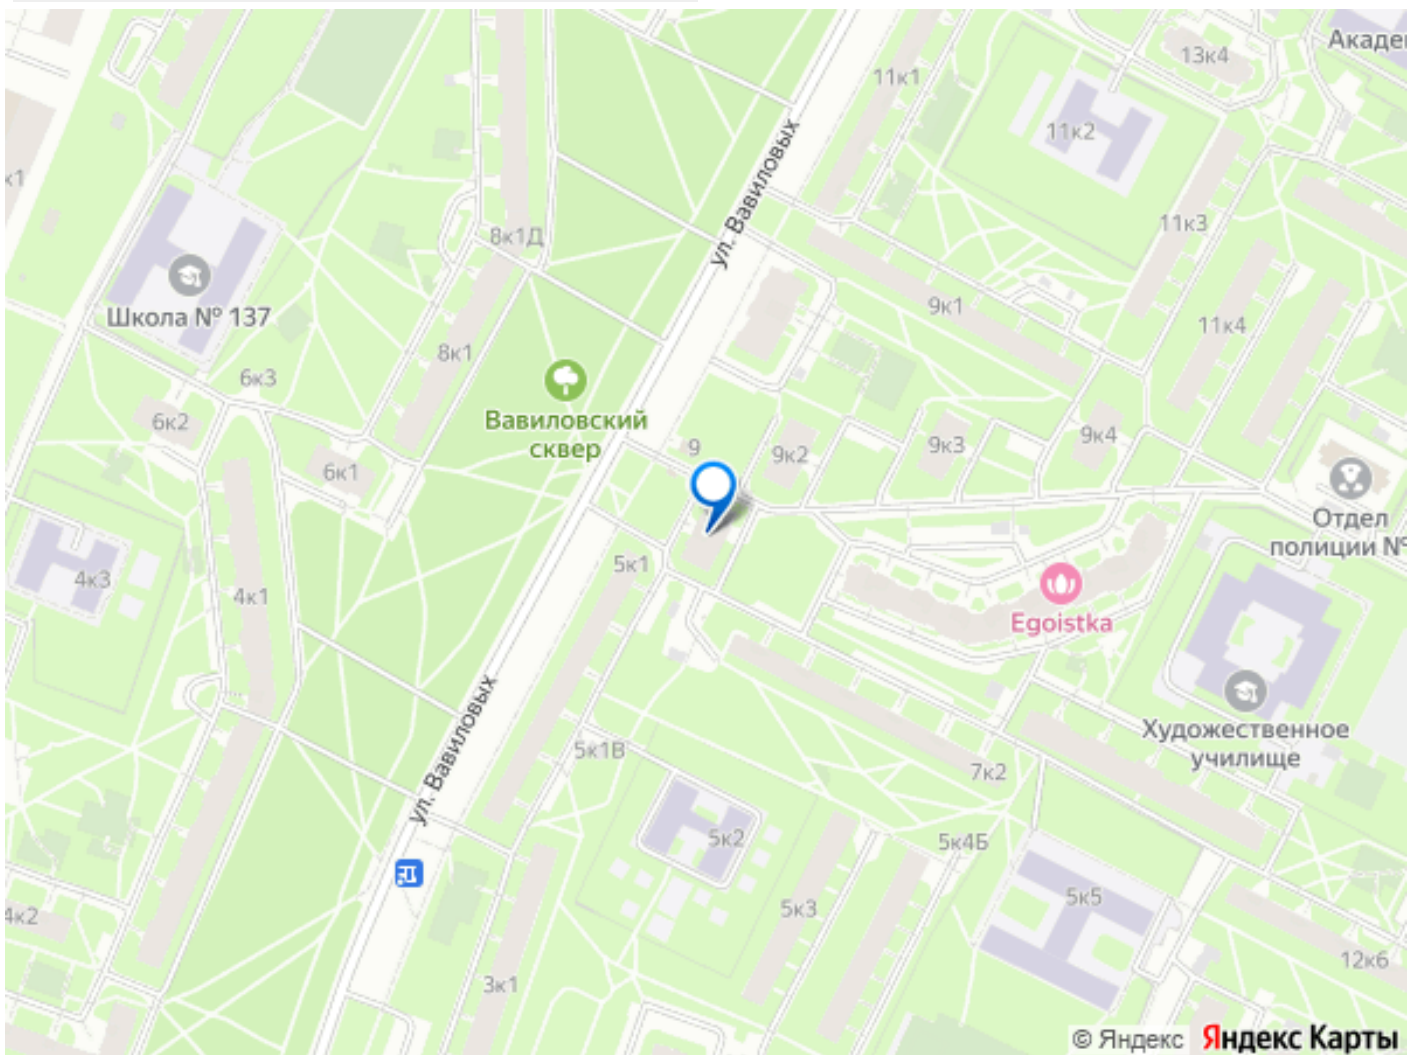 Акаде
13к4
11к1
11к2
ул. Вавиловых
к1
11к3
8к1Д
Школа № 137
9к1
11к4
8к1
6к3
6к2
Вавиловский
сквер
9
9к2
9к3
9к4
6к1
Отдел
полиции №
5к1
4к3
4к1
Egoistka
ул. Вавиловых
Художественное
училище
5к1В
7к2
5к2
5к4Б
5к5
5к3
4к2
12к6
3к1
© Яндекс Яндекс Карты